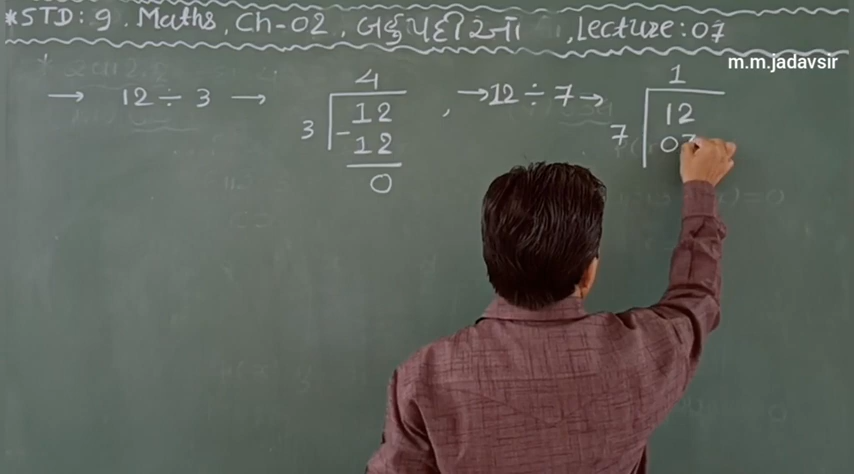 *STD: 9. Maths, Ch-02, બહુપદીઓ, Lecture: 07
m.m.jadavsir
→ 12 ÷ 3 → 3 4 , → 12 ÷ 7 → 7 1
12 12
- 12 07
0